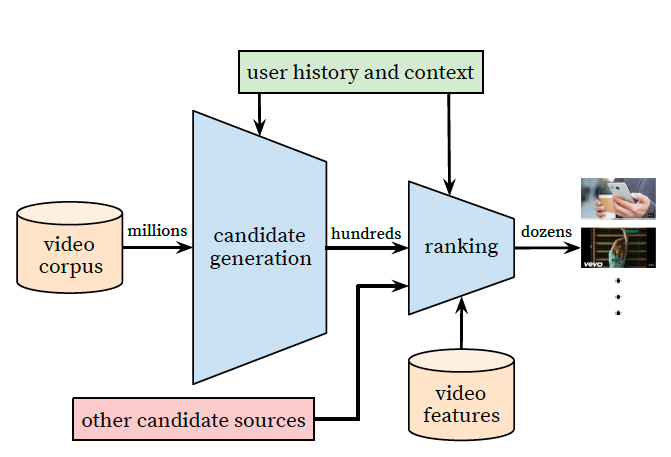 user history and context
millions
video
corpus
candidate
generation
hundreds
ranking
dozens
vevo
other candidate sources
video
features